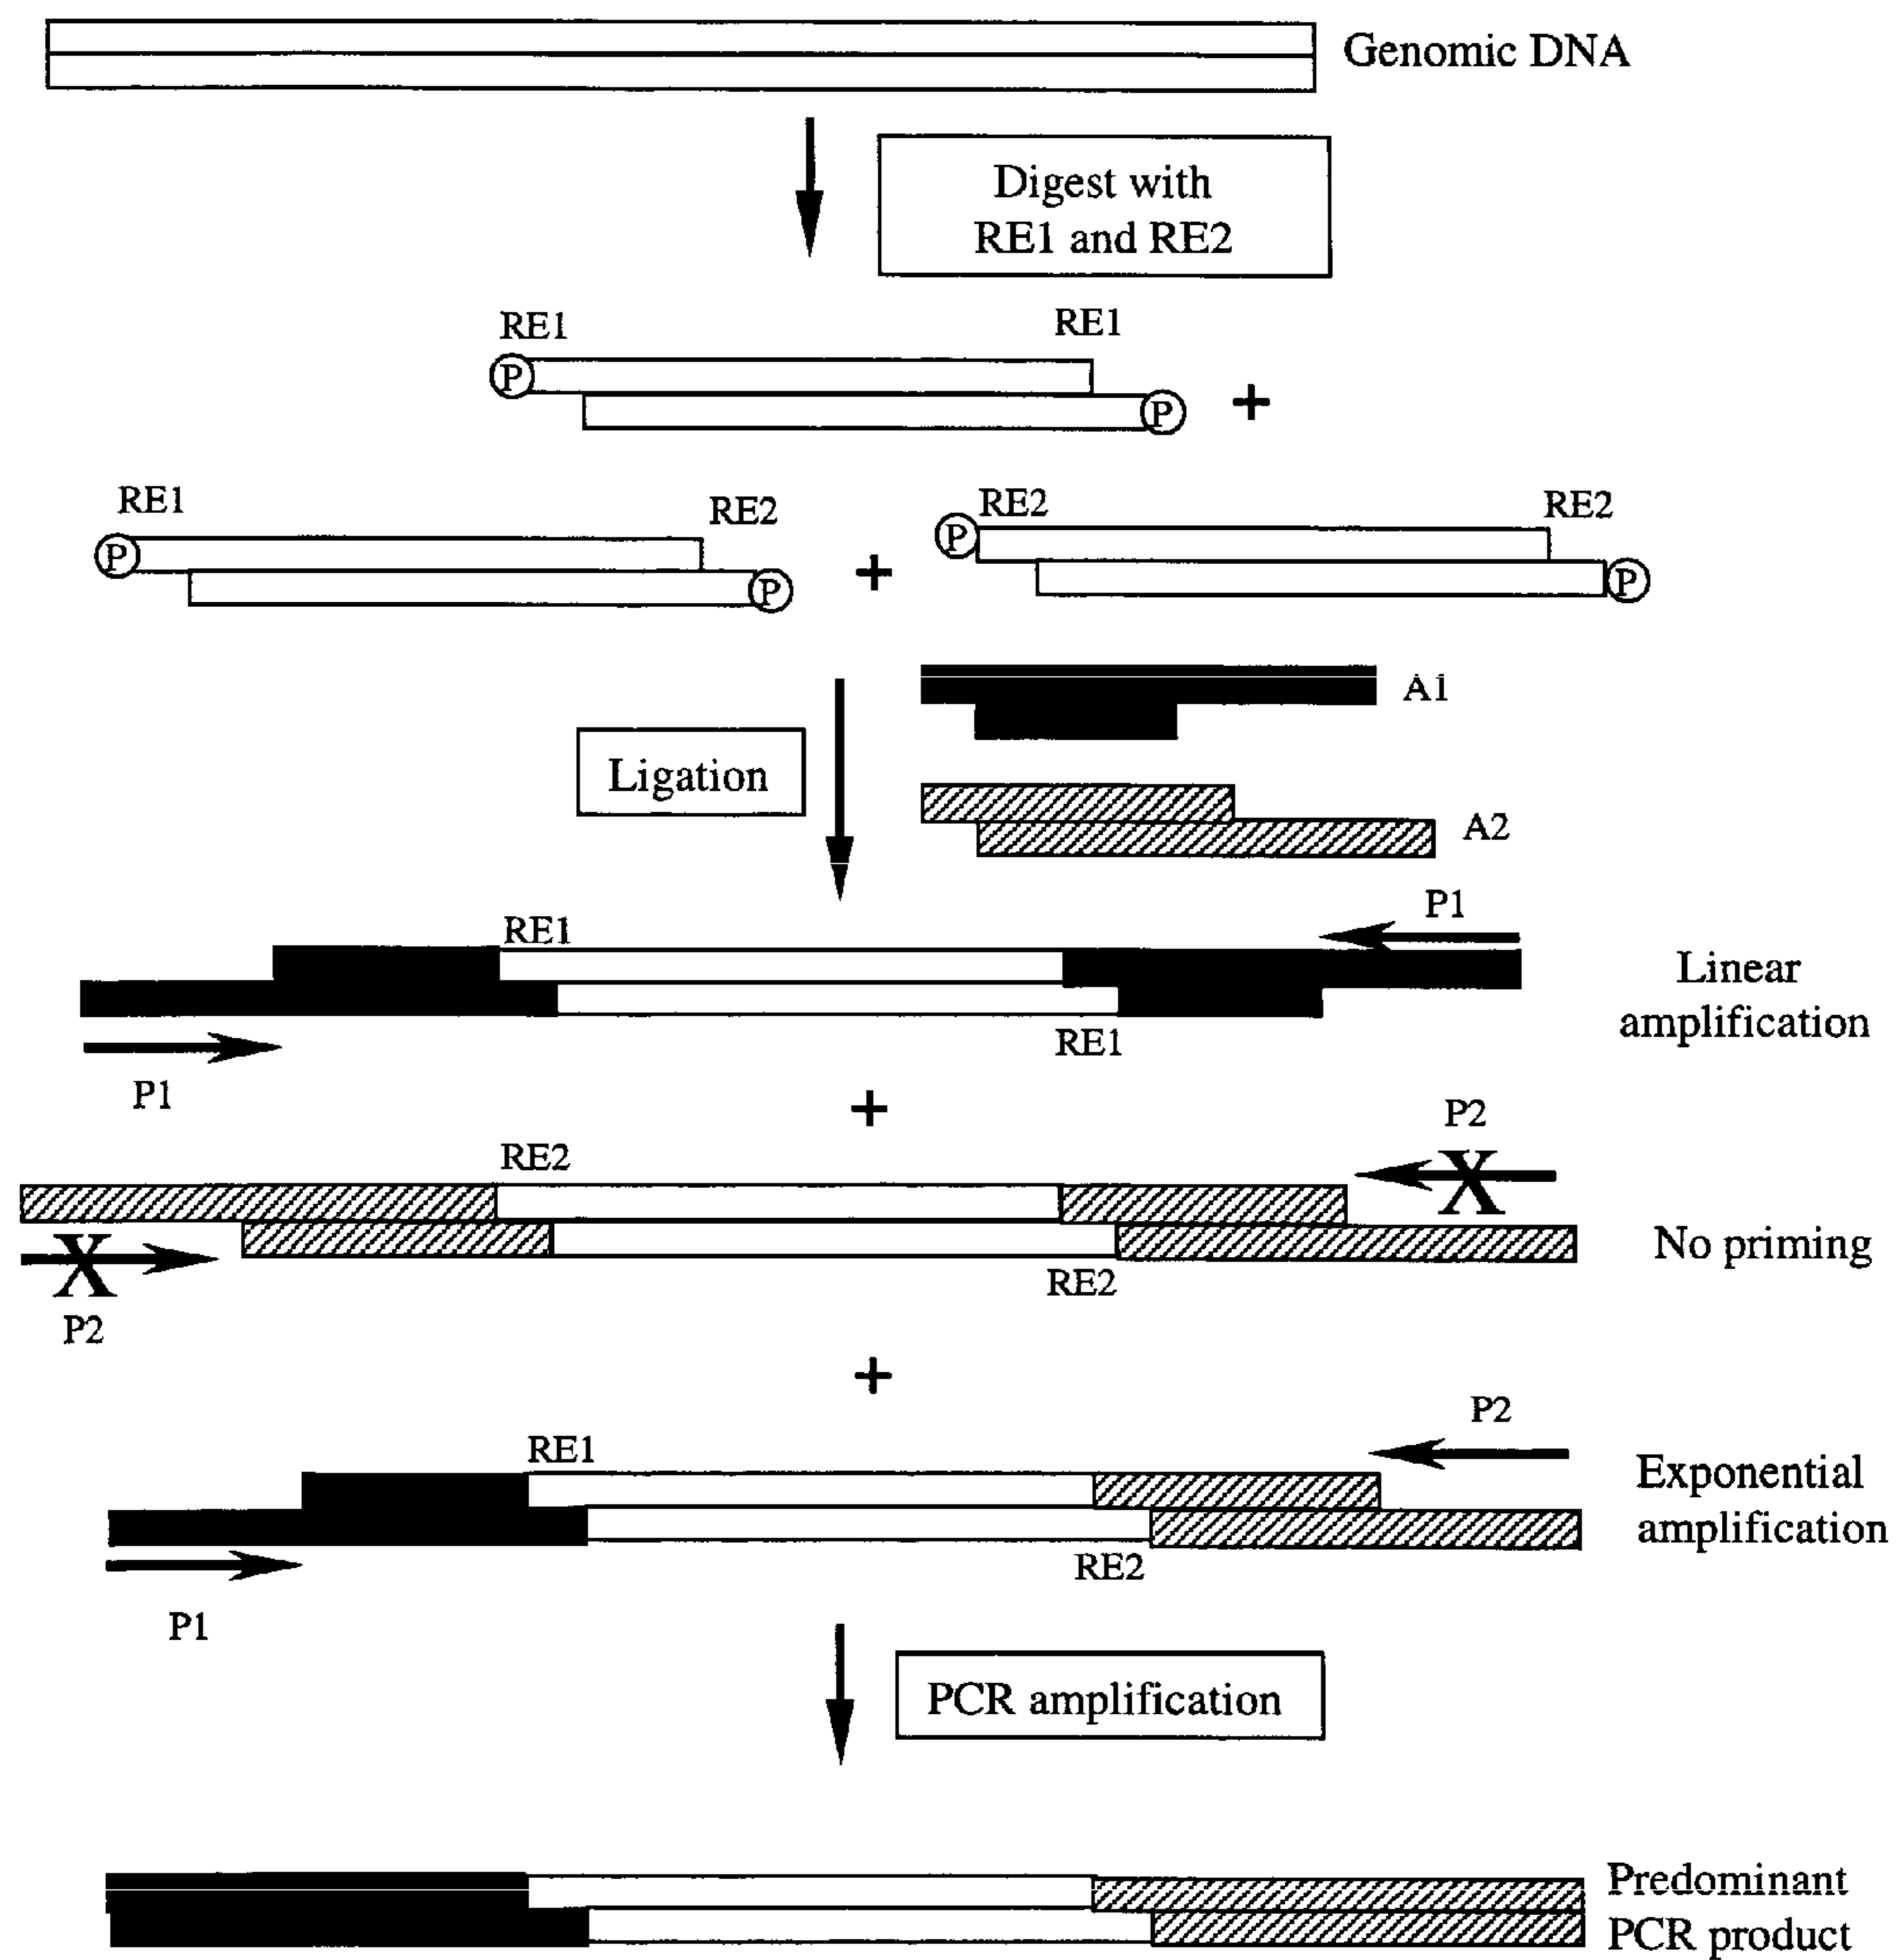 Genomic DNA
Digest with
RE1 and RE2
RE1
RE1
P
P
+
RE1
RE2
RE2
RE2
P
P
+
P
P
A1
Ligation
A2
P1
RE1
Linear
amplification
RE1
P1
+
P2
RE2
X
No priming
X
RE2
P2
+
P2
RE1
Exponential
amplification
RE2
P1
PCR amplification
Predominant
PCR product